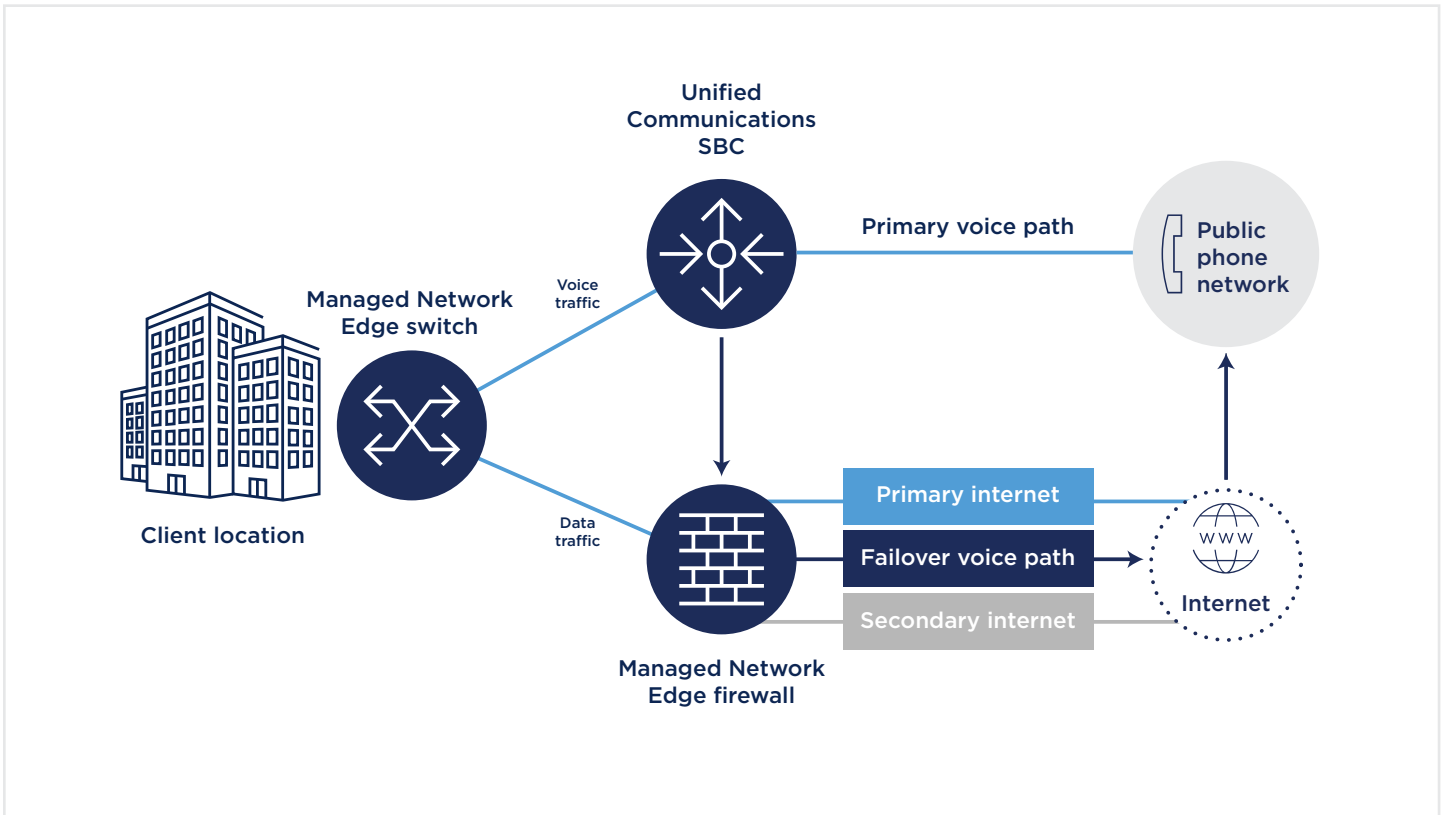 Unified
Communications
SBC
Primary voice path
Public
phone
network
Voice
traffic
Managed Network
Edge switch
Client location
Data
traffic
Primary internet
Failover voice path
Secondary internet
WWW
Internet
Managed Network
Edge firewall